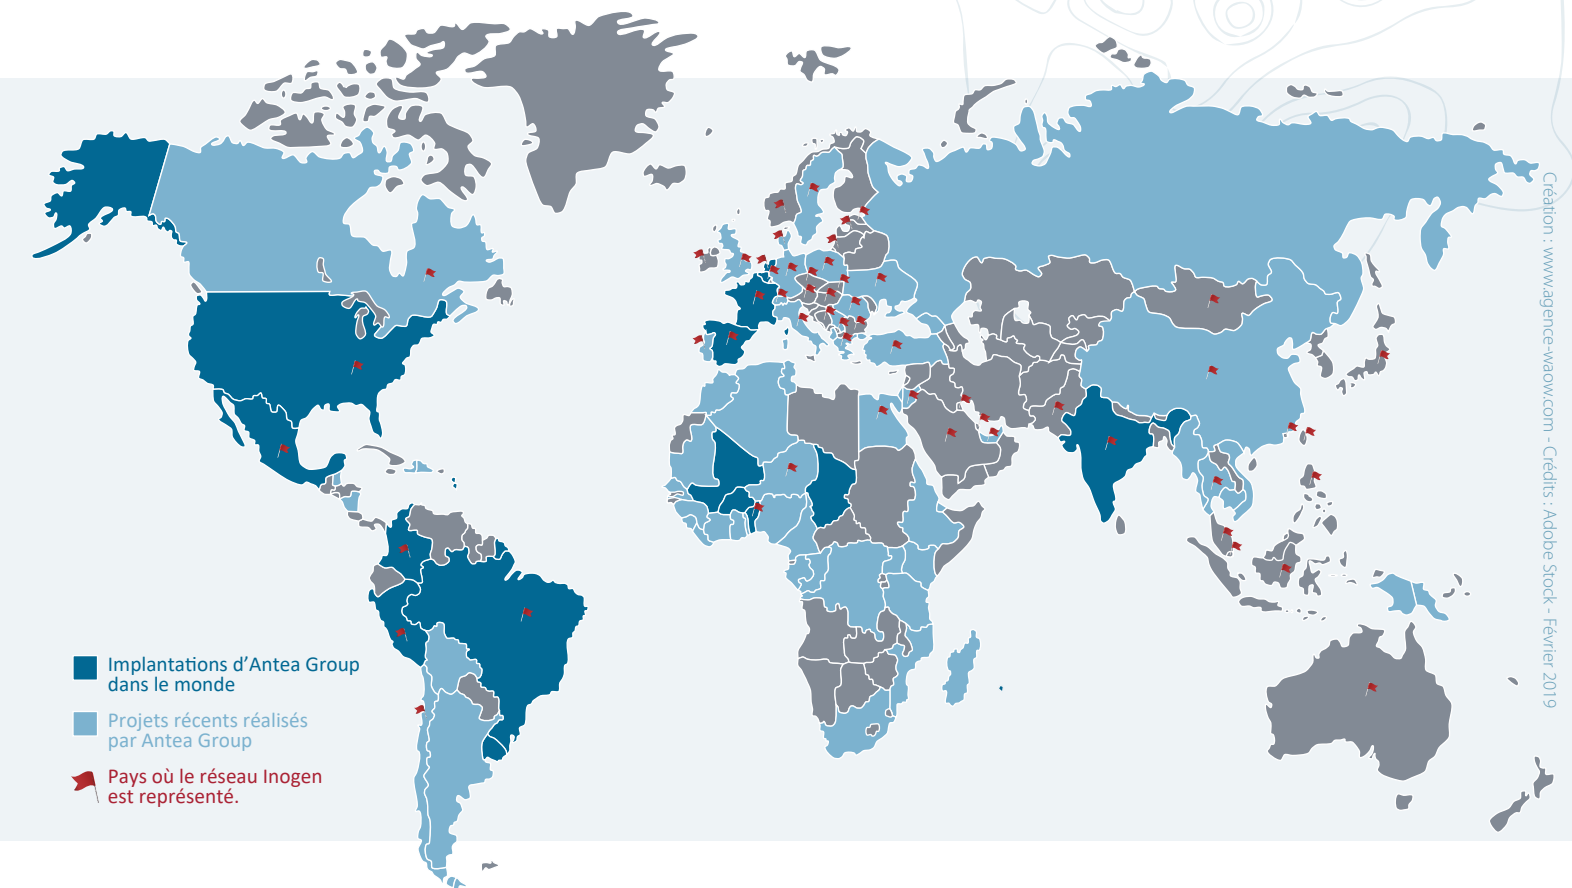 Implantations d’Antea Group
dans le monde
Projets récents réalisés
par Antea Group
Pays où le réseau Inogen
est représenté.
Création : www.agence-waow.com - Crédits : Adobe Stock - Février 2019